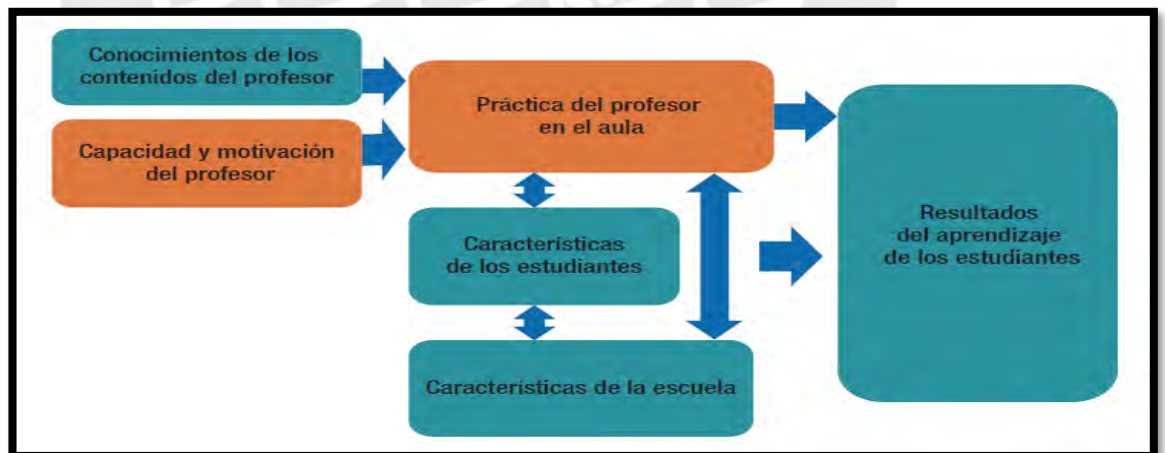 Conocimientos de los
contenidos del profesor
Capacidad y motivación
del profesor
Práctica del profesor
en el aula
Características
de los estudiantes
Características de la escuela
Resultados
del aprendizaje
de los estudiantes